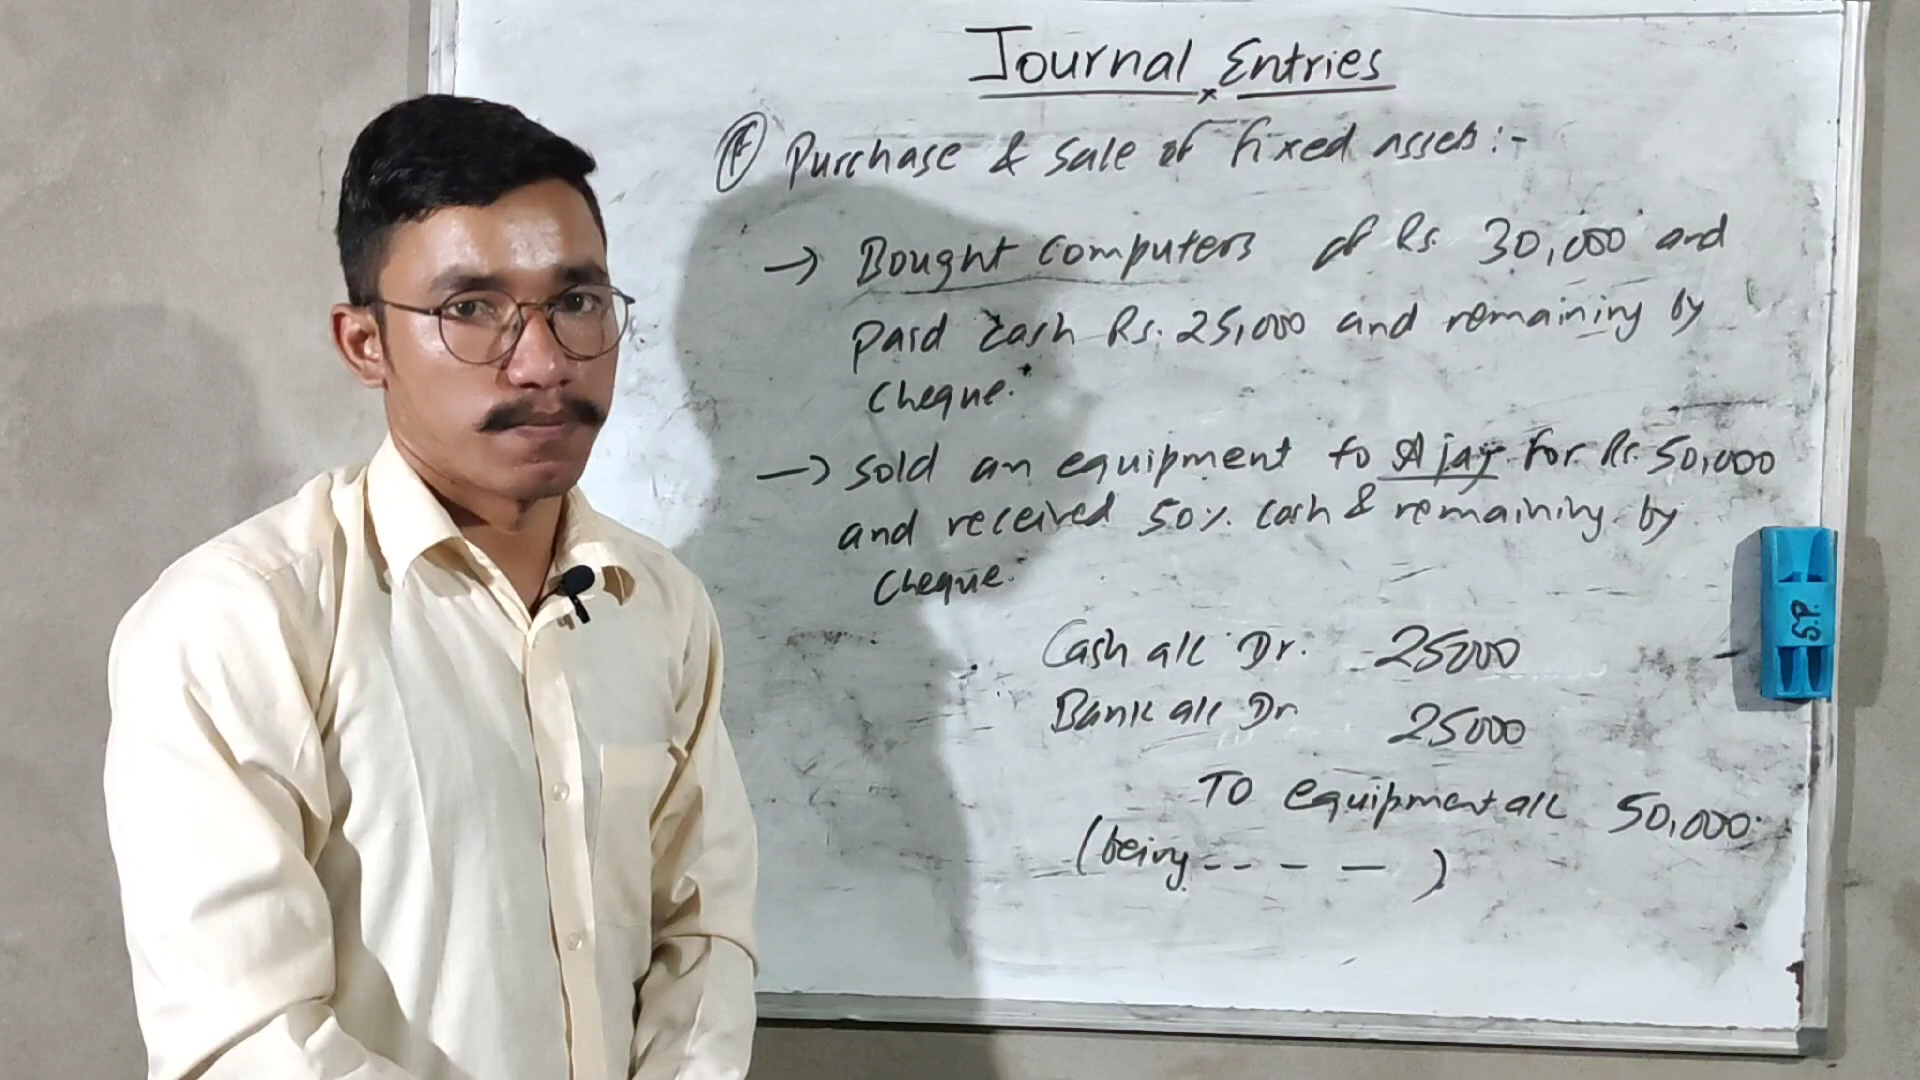 Journal Entries
(F) Purchase & sale of fixed assets:-
→ Bought computers of Rs. 30,000 and
paid cash Rs. 25,000 and remaining by
cheque.
→ sold an equipment to Ajay for Rs. 50,000
and received 50% cash & remaining by
cheque.
Cash a/c Dr. 25000
Bank a/c Dr 25000
TO equipment a/c 50,000.
(being - - - - )
S.P.